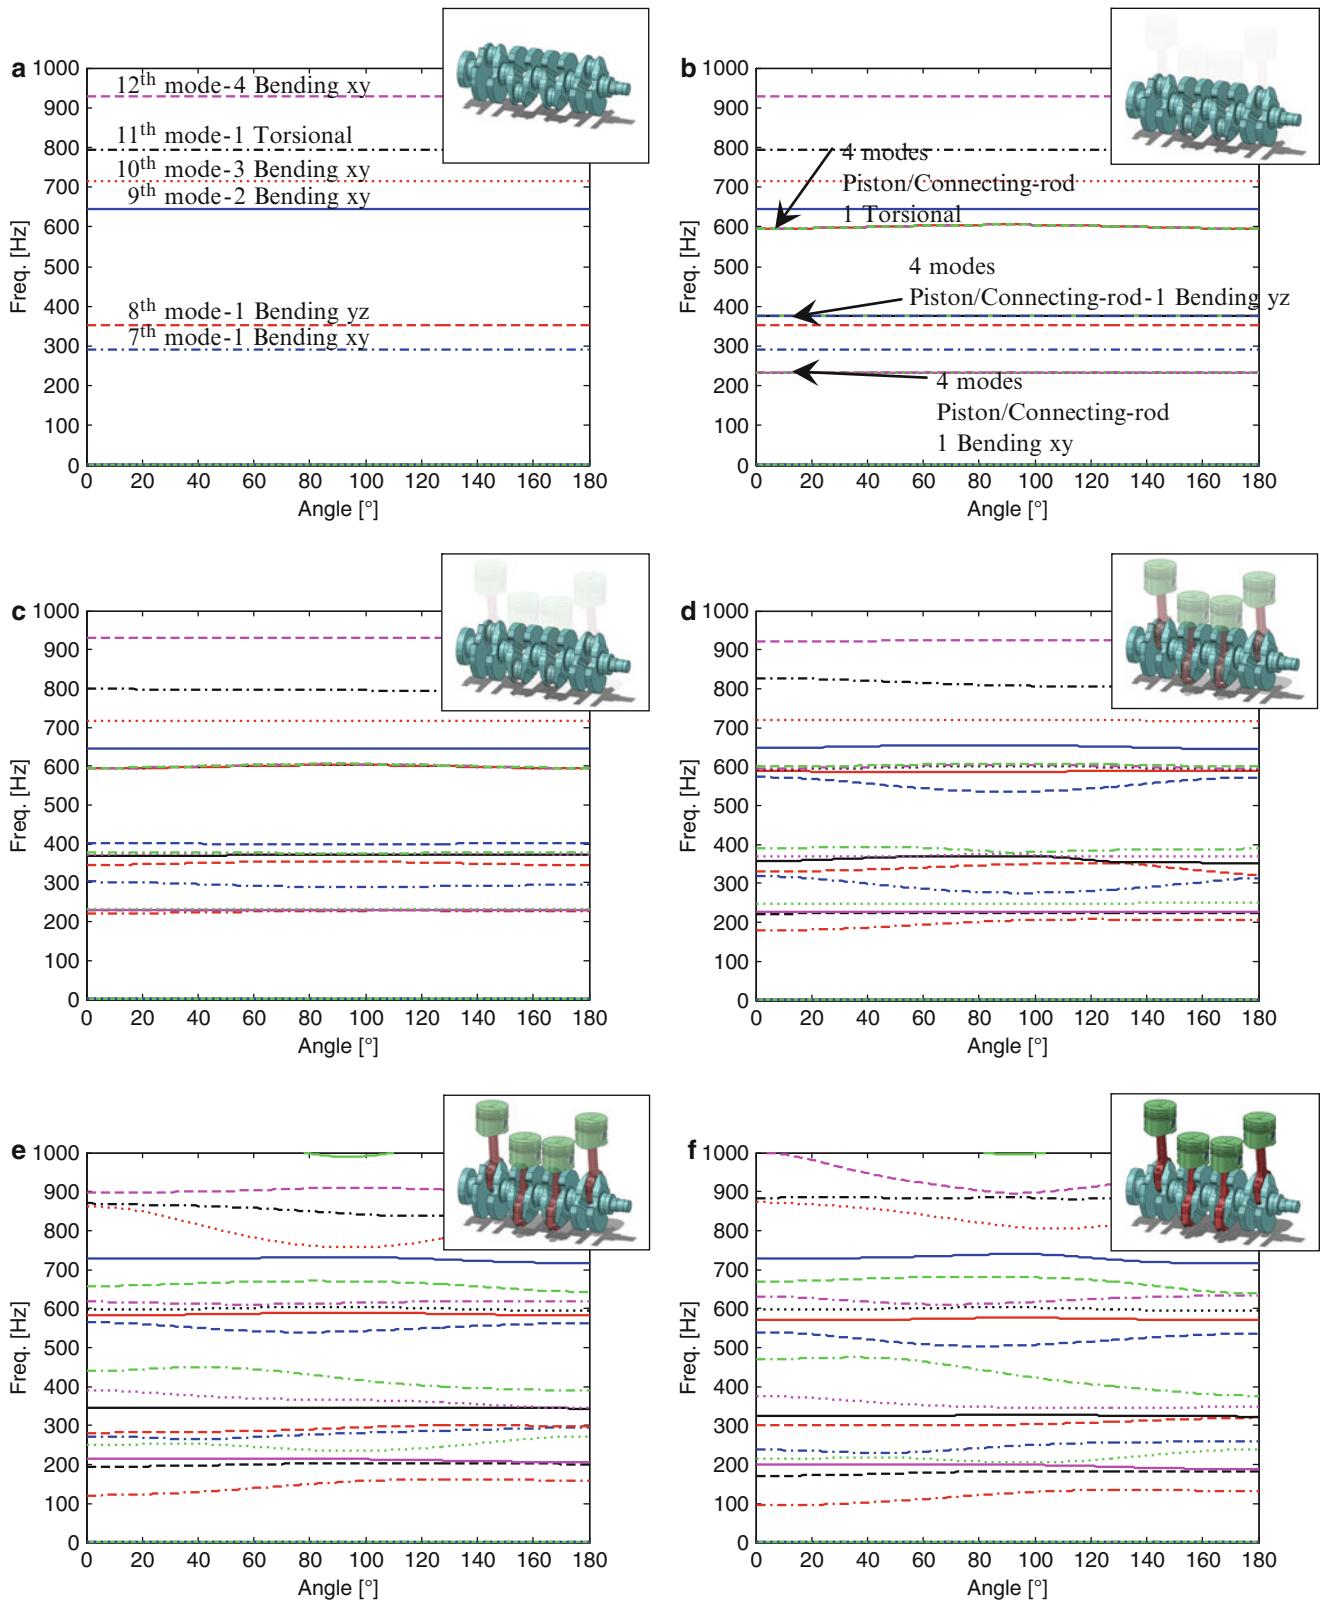 a
1000
900
800
700
600
500
400
300
200
100
0
Freq. [Hz]
12th mode-4 Bending xy
11th mode-1 Torsional
10th mode-3 Bending xy
9th mode-2 Bending xy
8th mode-1 Bending yz
7th mode-1 Bending xy
0 20 40 60 80 100 120 140 160 180
Angle [°]
b
1000
900
800
700
600
500
400
300
200
100
0
Freq. [Hz]
4 modes
Piston/Connecting-rod
1 Torsional
4 modes
Piston/Connecting-rod-1 Bending yz
4 modes
Piston/Connecting-rod
1 Bending xy
0 20 40 60 80 100 120 140 160 180
Angle [°]
c
1000
900
800
700
600
500
400
300
200
100
0
Freq. [Hz]
0 20 40 60 80 100 120 140 160 180
Angle [°]
d
1000
900
800
700
600
500
400
300
200
100
0
Freq. [Hz]
0 20 40 60 80 100 120 140 160 180
Angle [°]
e
1000
900
800
700
600
500
400
300
200
100
0
Freq. [Hz]
0 20 40 60 80 100 120 140 160 180
Angle [°]
f
1000
900
800
700
600
500
400
300
200
100
0
Freq. [Hz]
0 20 40 60 80 100 120 140 160 180
Angle [°]